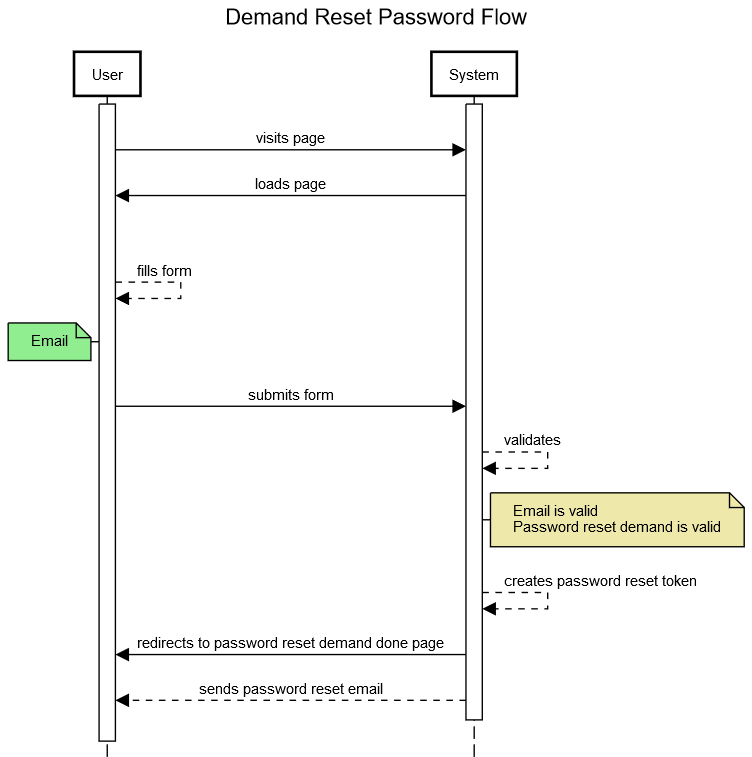 Demand Reset Password Flow
User
System
visits page
loads page
fills form
Email
submits form
validates
Email is valid
Password reset demand is valid
creates password reset token
redirects to password reset demand done page
sends password reset email